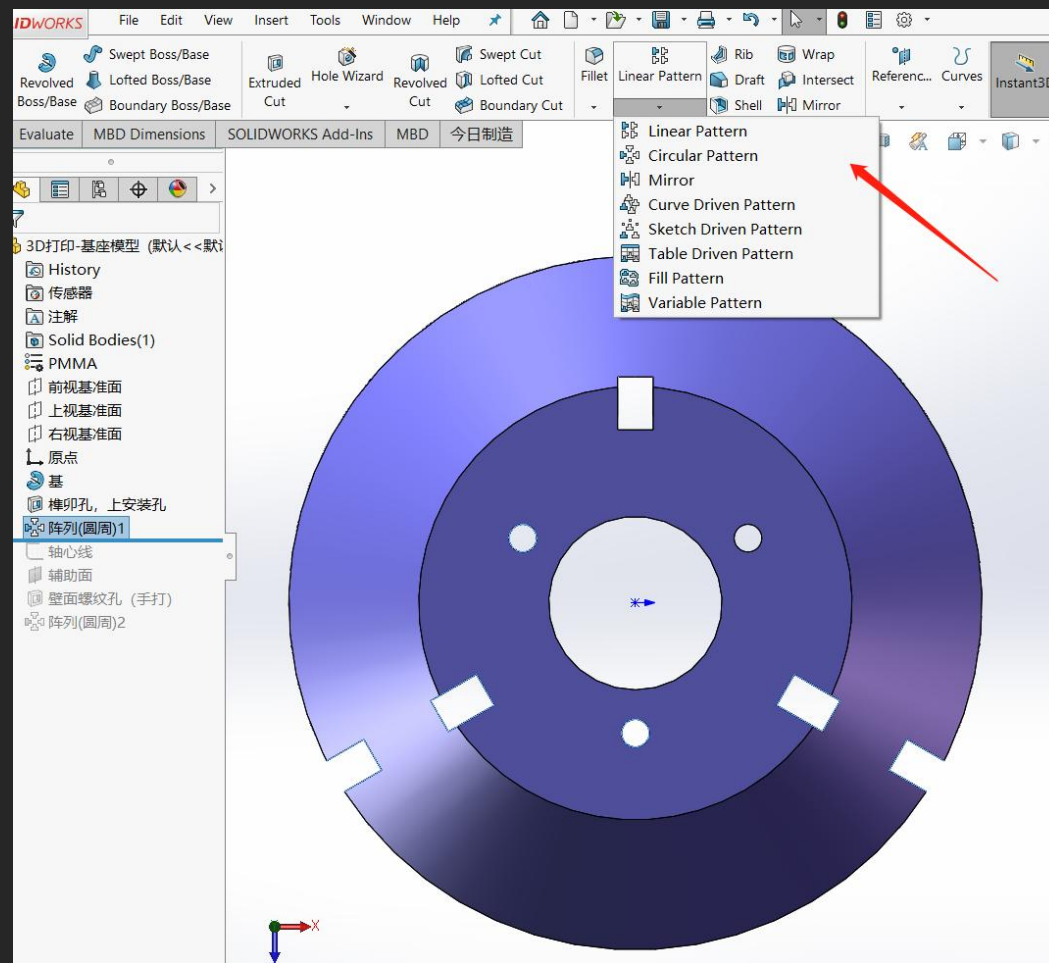 IDWORKS File Edit View Insert Tools Window Help
Revolved Boss/Base
Swept Boss/Base
Lofted Boss/Base
Boundary Boss/Base
Extruded Cut
Hole Wizard
Revolved Cut
Swept Cut
Lofted Cut
Boundary Cut
Fillet
Linear Pattern
Rib
Draft
Shell
Wrap
Intersect
Mirror
Referenc...
Curves
Instant3D
Evaluate MBD Dimensions SOLIDWORKS Add-Ins MBD 今日制造
Linear Pattern
Circular Pattern
Mirror
Curve Driven Pattern
Sketch Driven Pattern
Table Driven Pattern
Fill Pattern
Variable Pattern
3D打印-基座模型 (默认<<默认
History
传感器
注解
Solid Bodies(1)
PMMA
前视基准面
上视基准面
右视基准面
原点
基
榫卯孔，上安装孔
阵列(圆周)1
轴心线
辅助面
壁面螺纹孔（手打）
阵列(圆周)2
X